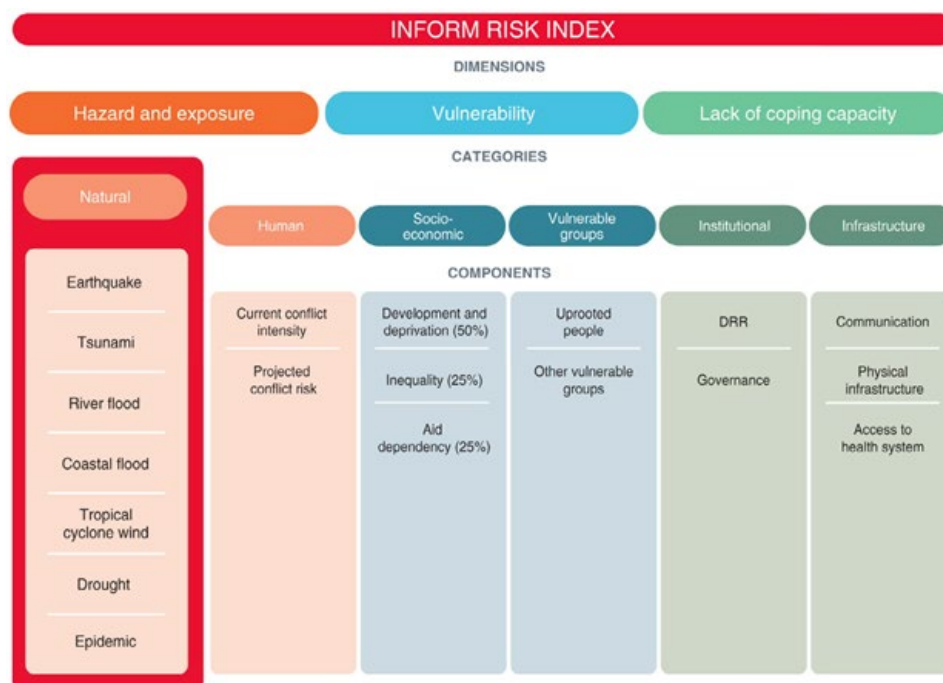 INFORM RISK INDEX
DIMENSIONS
Hazard and exposure
Vulnerability
Lack of coping capacity
CATEGORIES
Natural
Human
Socio-
economic
Vulnerable
groups
Institutional
Infrastructure
COMPONENTS
Earthquake
Tsunami
River flood
Coastal flood
Tropical
cyclone wind
Drought
Epidemic
Current conflict
intensity
Projected
conflict risk
Development and
deprivation (50%)
Inequality (25%)
Aid
dependency (25%)
Uprooted
people
Other vulnerable
groups
DRR
Governance
Communication
Physical
infrastructure
Access to
health system